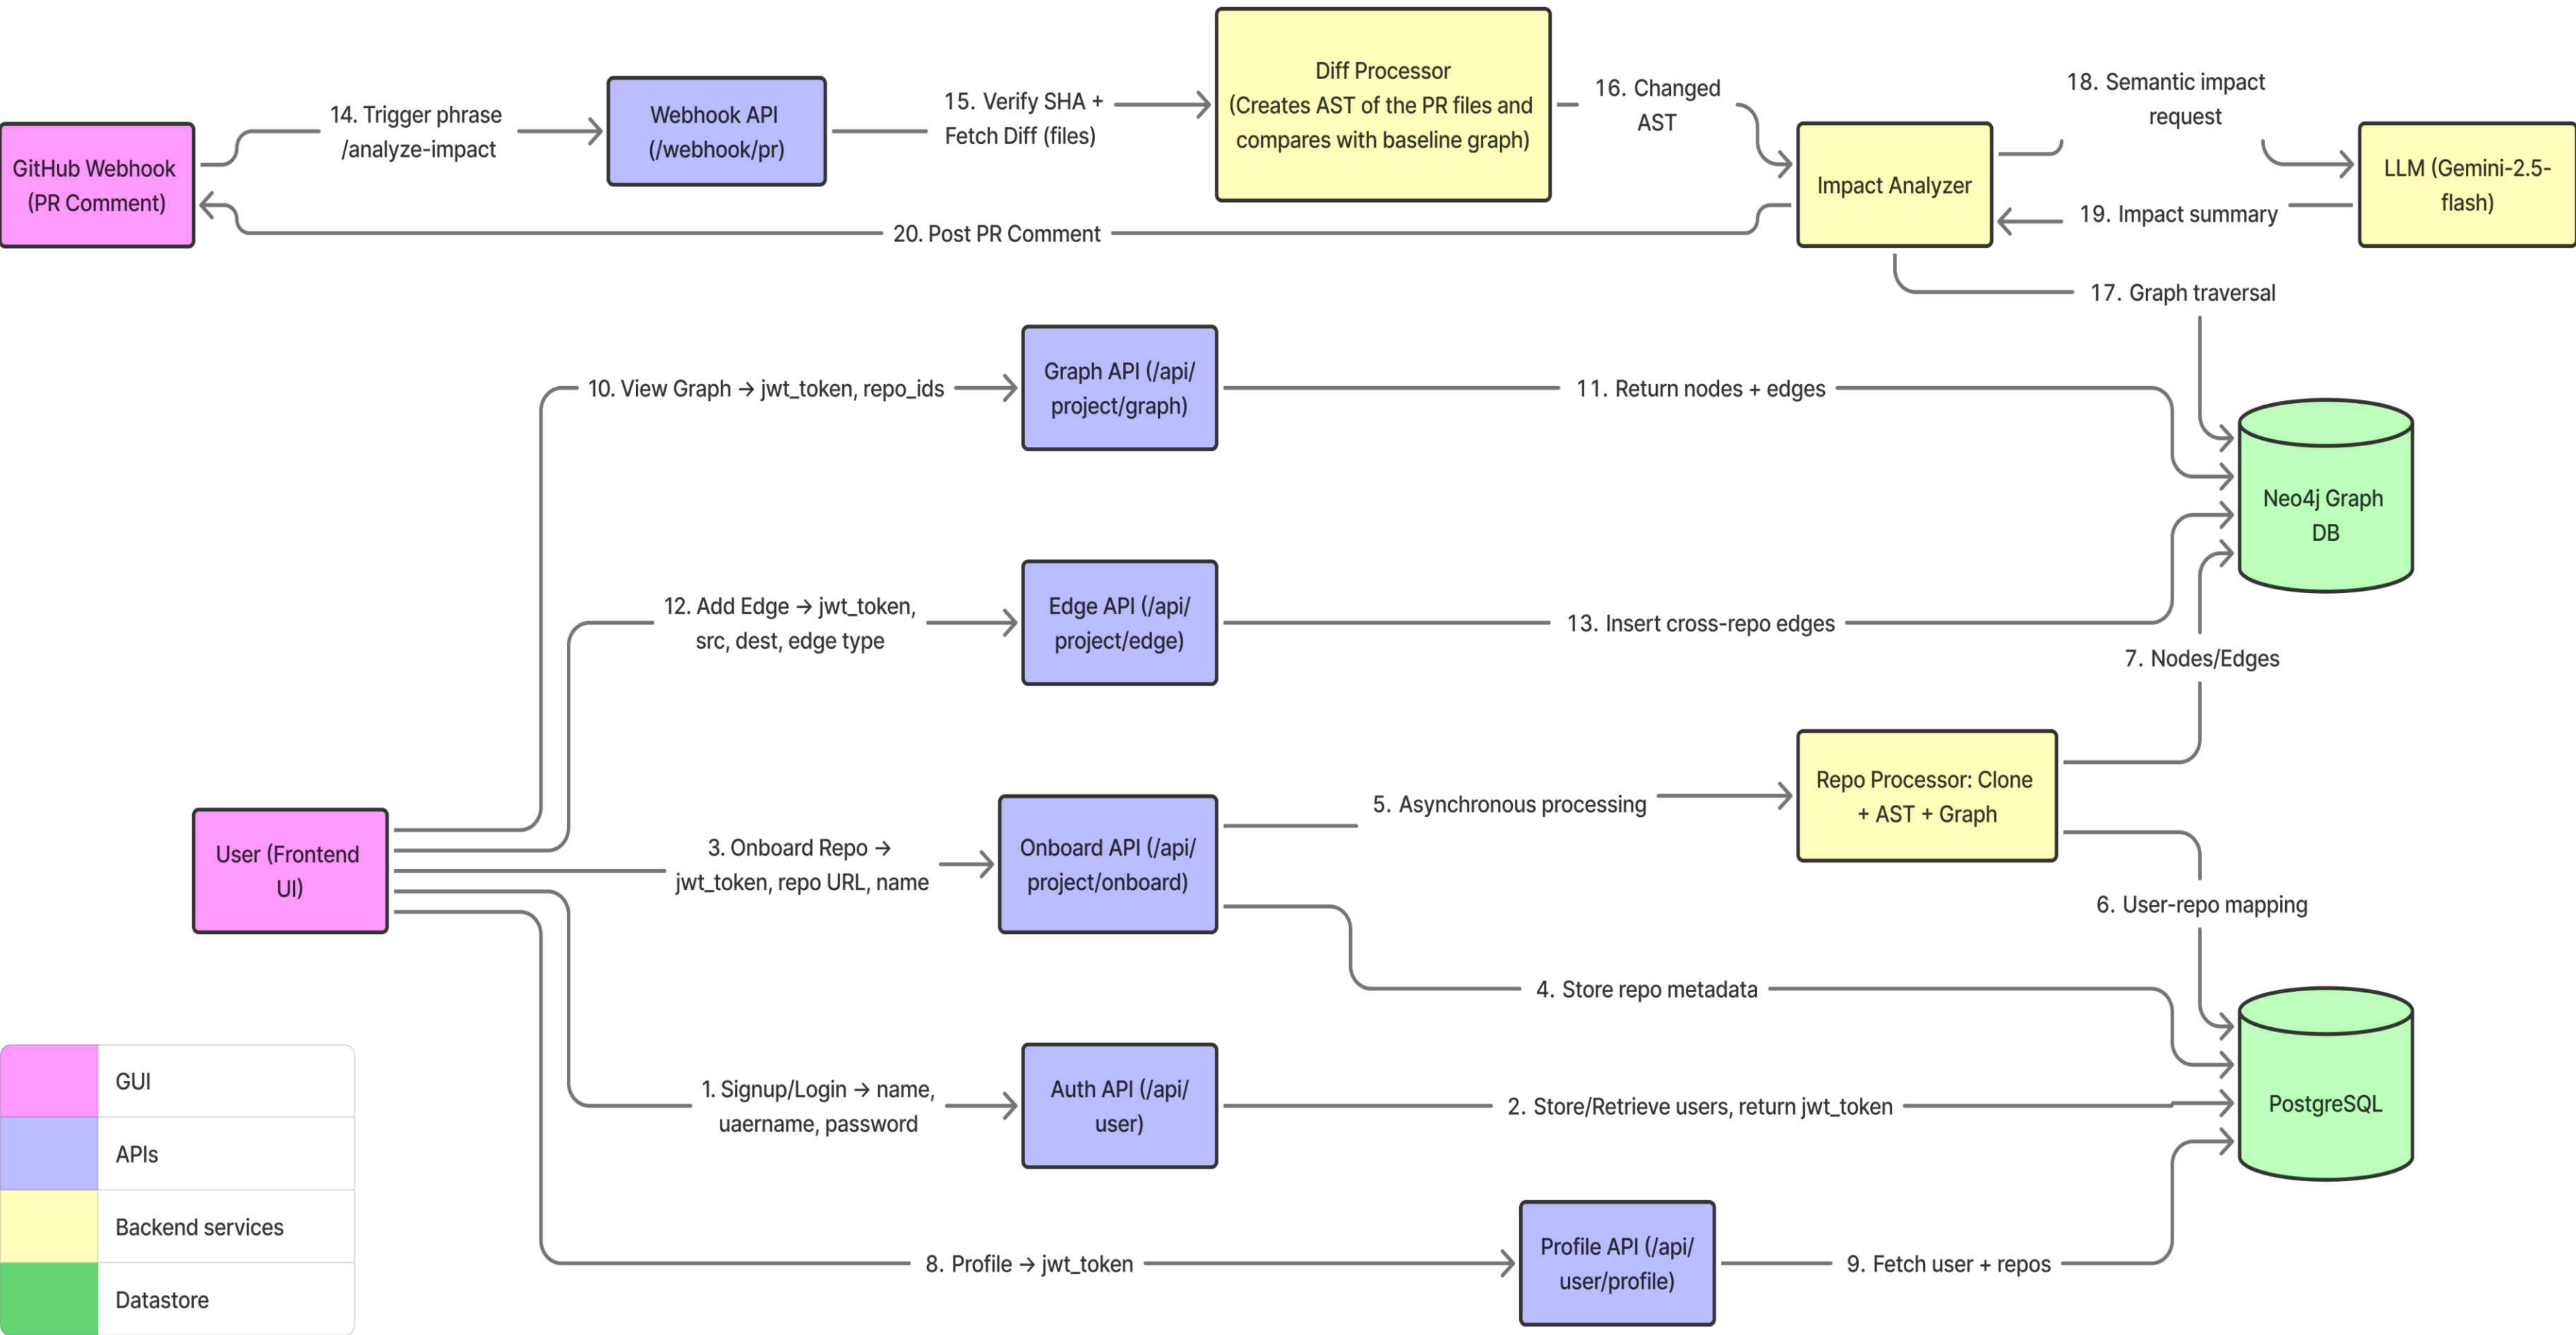 Diff Processor
(Creates AST of the PR files and
compares with baseline graph)
14. Trigger phrase
/analyze-impact
Webhook API
(/webhook/pr)
15. Verify SHA +
Fetch Diff (files)
16. Changed
AST
18. Semantic impact
request
GitHub Webhook
(PR Comment)
Impact Analyzer
LLM (Gemini-2.5-
flash)
19. Impact summary
20. Post PR Comment
17. Graph traversal
10. View Graph → jwt_token, repo_ids
Graph API (/api/
project/graph)
11. Return nodes + edges
Neo4j Graph
DB
12. Add Edge → jwt_token,
src, dest, edge type
Edge API (/api/
project/edge)
13. Insert cross-repo edges
7. Nodes/Edges
User (Frontend
UI)
3. Onboard Repo →
jwt_token, repo URL, name
Onboard API (/api/
project/onboard)
5. Asynchronous processing
Repo Processor: Clone
+ AST + Graph
6. User-repo mapping
4. Store repo metadata
1. Signup/Login → name,
uaername, password
Auth API (/api/
user)
2. Store/Retrieve users, return jwt_token
PostgreSQL
8. Profile → jwt_token
Profile API (/api/
user/profile)
9. Fetch user + repos
GUI
APIs
Backend services
Datastore